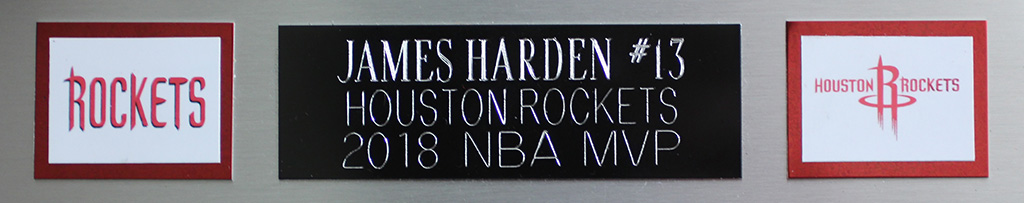 ROCKETS
JAMES HARDEN #13
HOUSTON ROCKETS
2018 NBA MVP
HOUSTON R ROCKETS